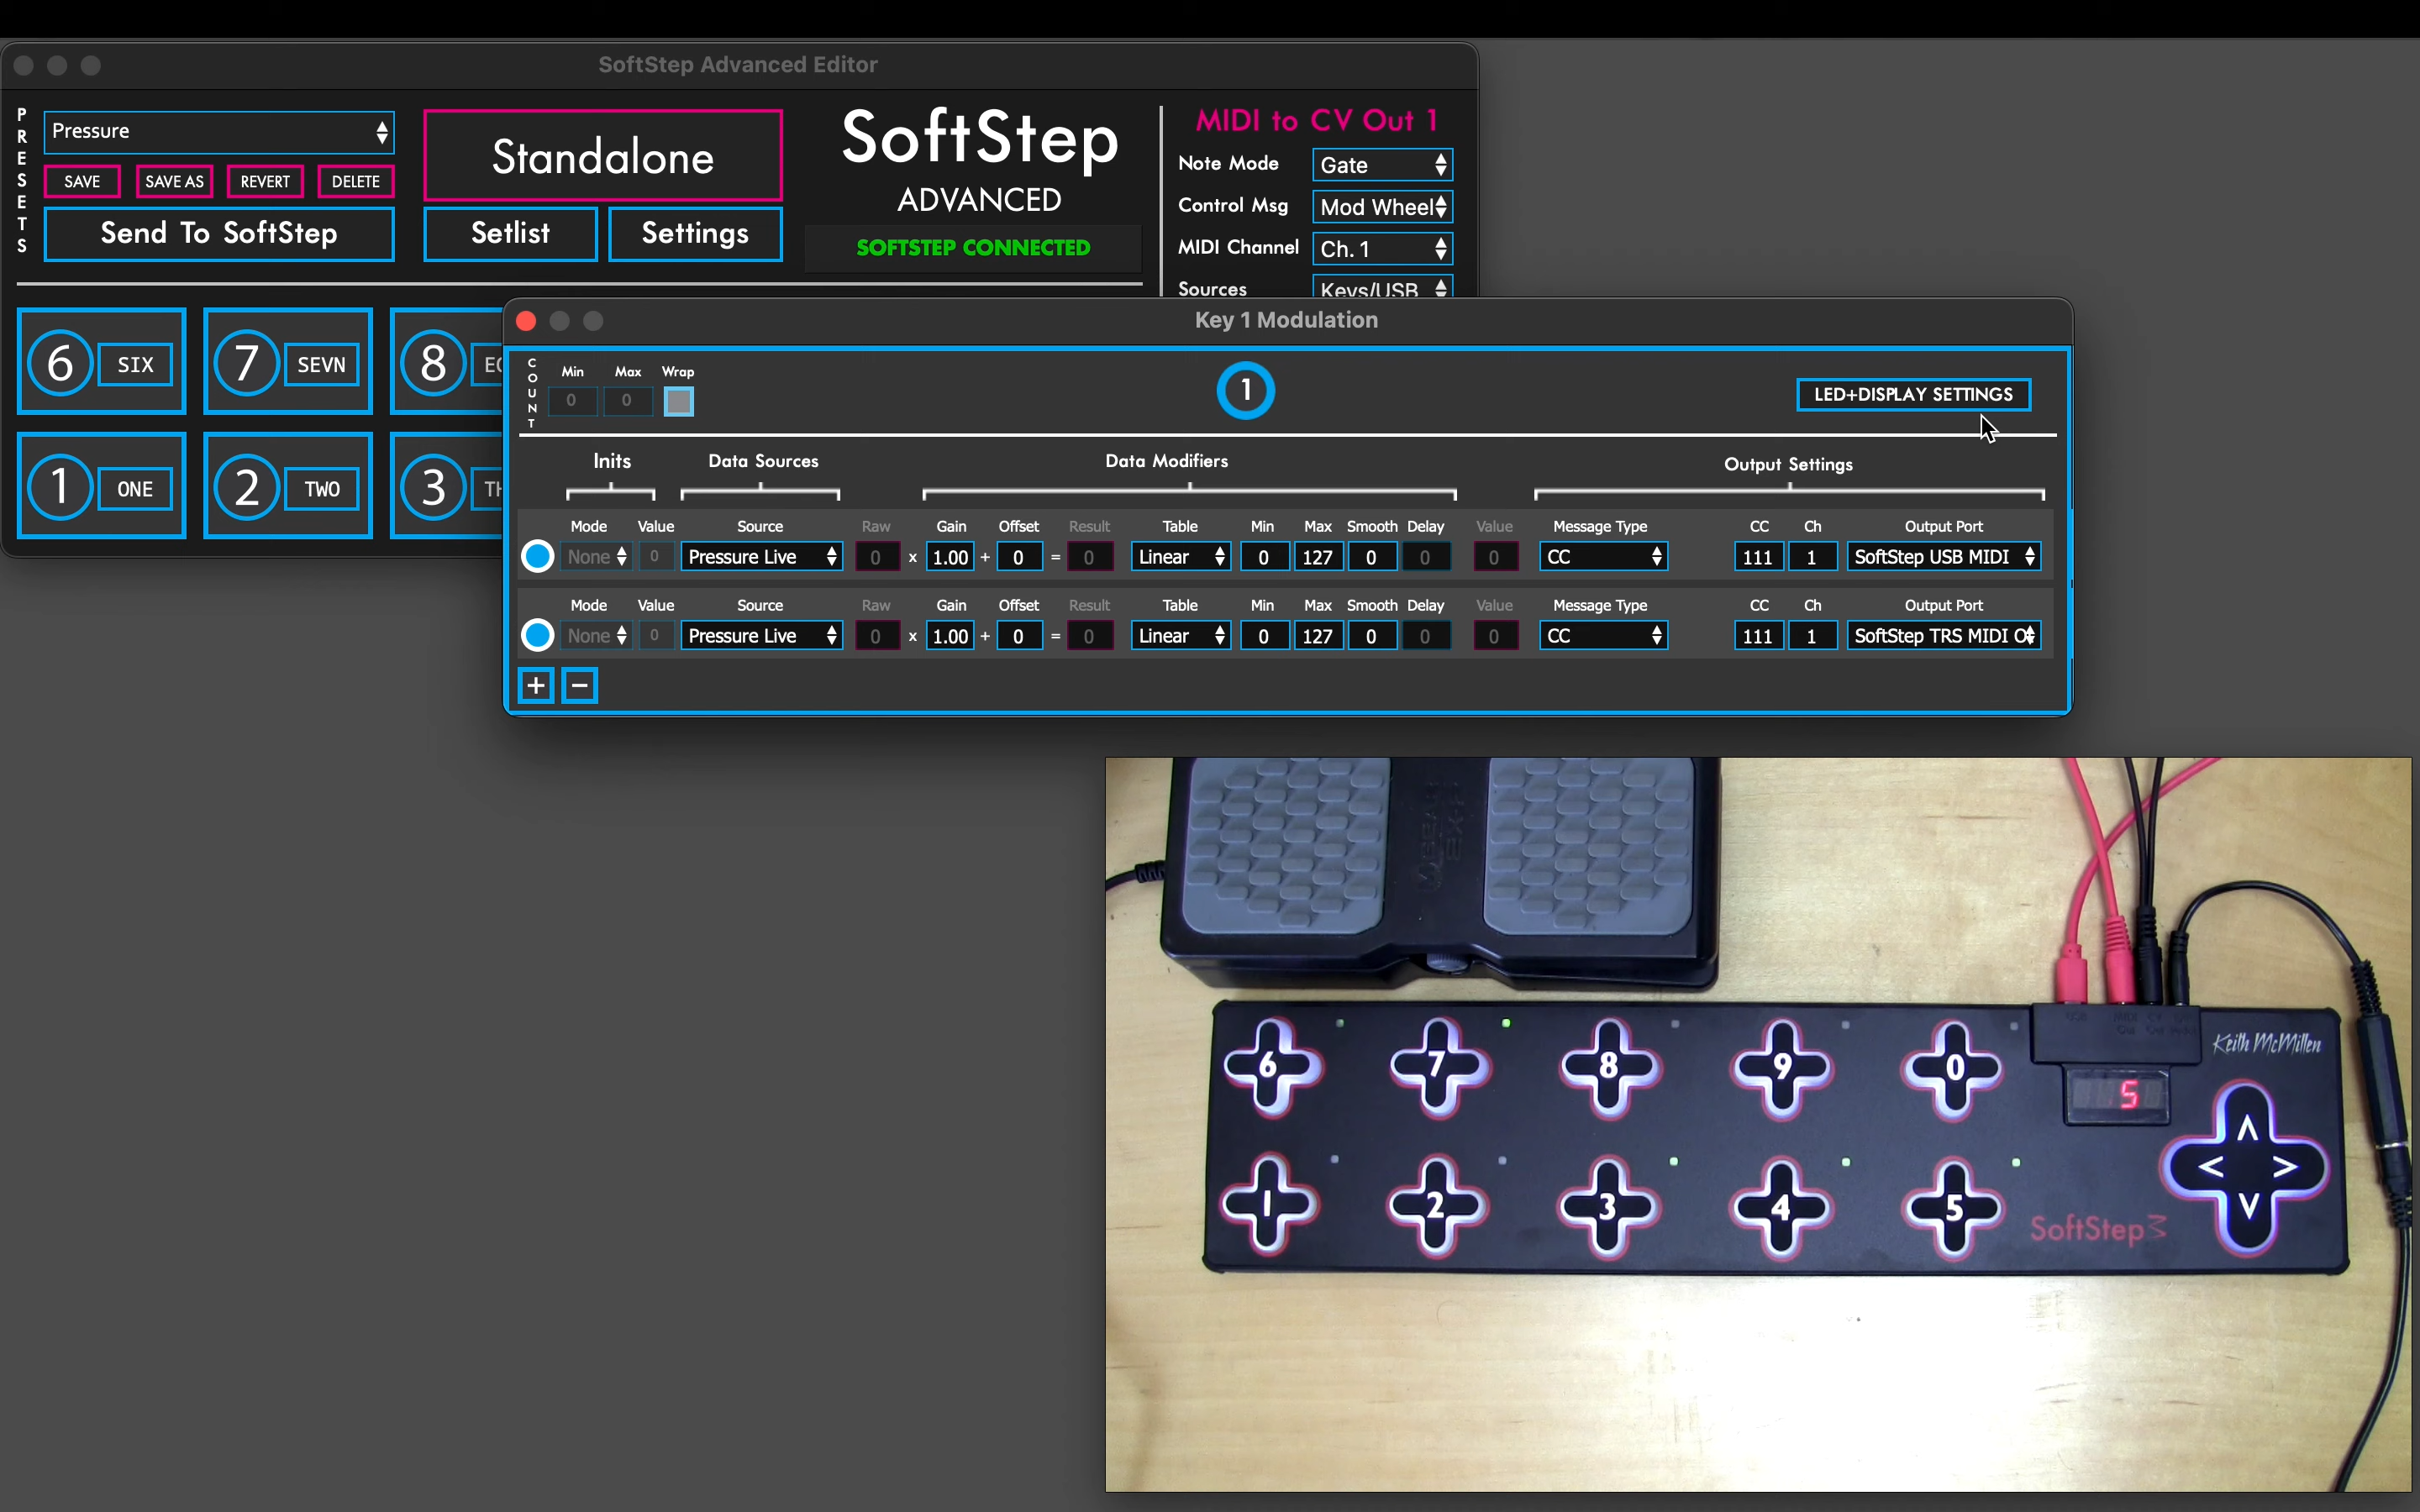 SoftStep Advanced Editor
PRESETS
Pressure
SAVE
SAVE AS
REVERT
DELETE
Send To SoftStep
Standalone
Setlist
Settings
SoftStep
ADVANCED
SOFTSTEP CONNECTED
MIDI to CV Out 1
Note Mode
Gate
Control Msg
Mod Wheel
MIDI Channel
Ch. 1
Sources
Keys/USB
6 SIX
7 SEVN
8
1 ONE
2 TWO
3
Key 1 Modulation
COUNT
Min Max Wrap
0 0
1
LED+DISPLAY SETTINGS
Inits Data Sources Data Modifiers Output Settings
Mode Value Source Raw Gain Offset Result Table Min Max Smooth Delay Value Message Type CC Ch Output Port
None 0 Pressure Live 0 x 1.00 + 0 = 0 Linear 0 127 0 0 0 CC 111 1 SoftStep USB MIDI
Mode Value Source Raw Gain Offset Result Table Min Max Smooth Delay Value Message Type CC Ch Output Port
None 0 Pressure Live 0 x 1.00 + 0 = 0 Linear 0 127 0 0 0 CC 111 1 SoftStep TRS MIDI
+ −
6 7 8 9 0
Keith McMillen
5
1 2 3 4 5
SoftStep